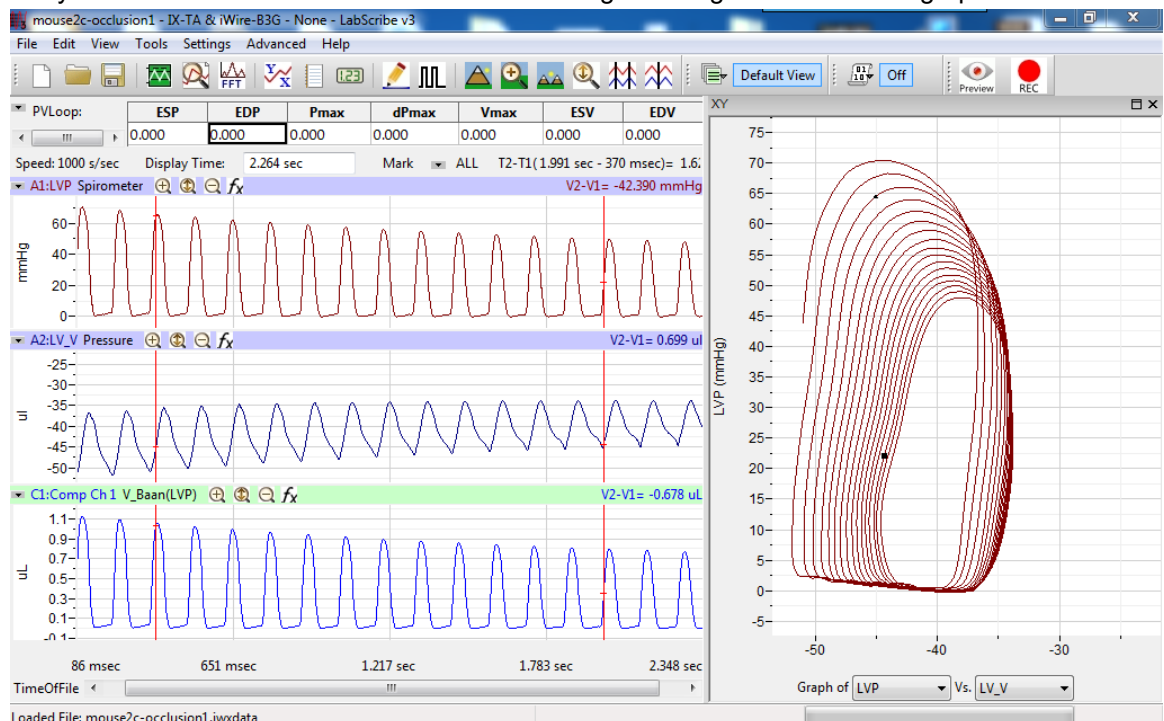 mouse2c-occlusion1 - IX-TA & iWire-B3G - None - LabScribe v3
File Edit View Tools Settings Advanced Help
FFT Y X 1.23 Default View Off Preview REC
PVLoop: ESP EDP Pmax dPmax Vmax ESV EDV
0.000 0.000 0.000 0.000 0.000 0.000 0.000
Speed: 1000 s/sec Display Time: 2.264 sec Mark ALL T2-T1(1.991 sec - 370 msec)= 1.62
A1:LVP Spirometer fx V2-V1= -42.390 mmHg
60-
40-
20-
0-
mmHg
A2:LV_V Pressure fx V2-V1= 0.699 ul
-25-
-30-
-35-
-40-
-45-
-50-
ul
C1:Comp Ch 1 V_Baan(LVP) fx V2-V1= -0.678 uL
1.1-
0.9-
0.7-
0.5-
0.3-
0.1-
-0.1-
uL
86 msec 651 msec 1.217 sec 1.783 sec 2.348 sec
TimeOfFile
Loaded File: mouse2c-occlusion1.iwxdata
XY
75-
70-
65-
60-
55-
50-
45-
40-
35-
30-
25-
20-
15-
10-
5-
0-
-5-
LVP (mmHg)
-50 -40 -30
Graph of LVP Vs. LV_V